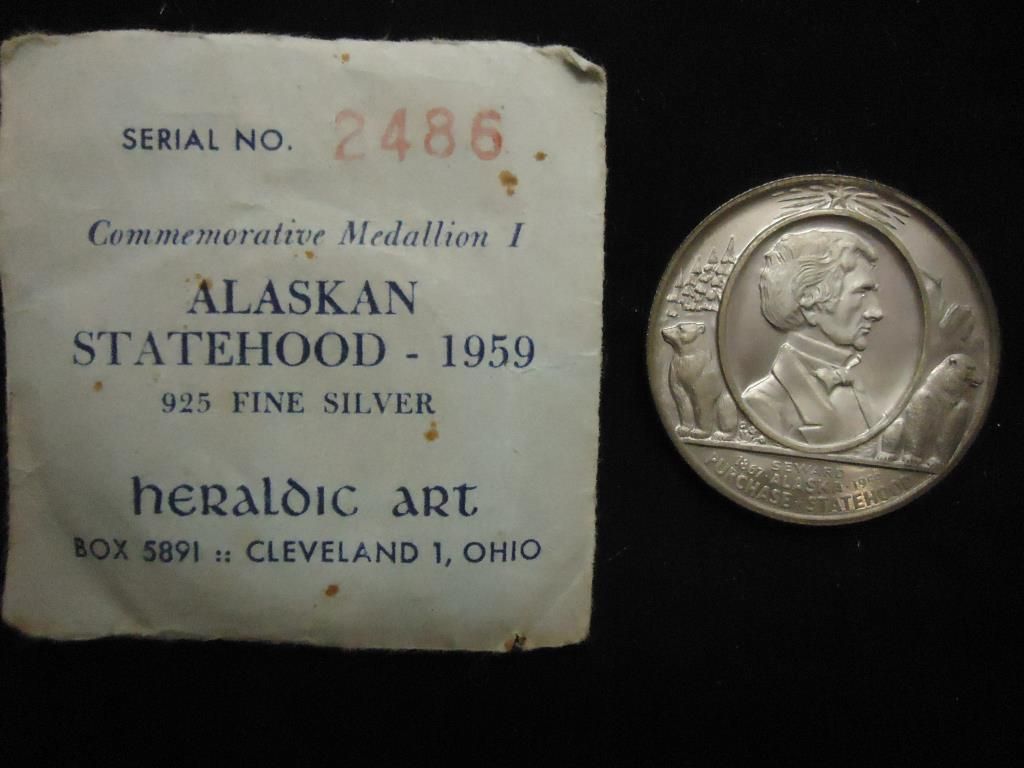 SERIAL NO. 2486
Commemorative Medallion I
ALASKAN
STATEHOOD - 1959
925 FINE SILVER
heraldic art
BOX 5891 :: CLEVELAND 1, OHIO
SEWARD
1867 · ALASKA ·
PURCHASE · STATEHOOD